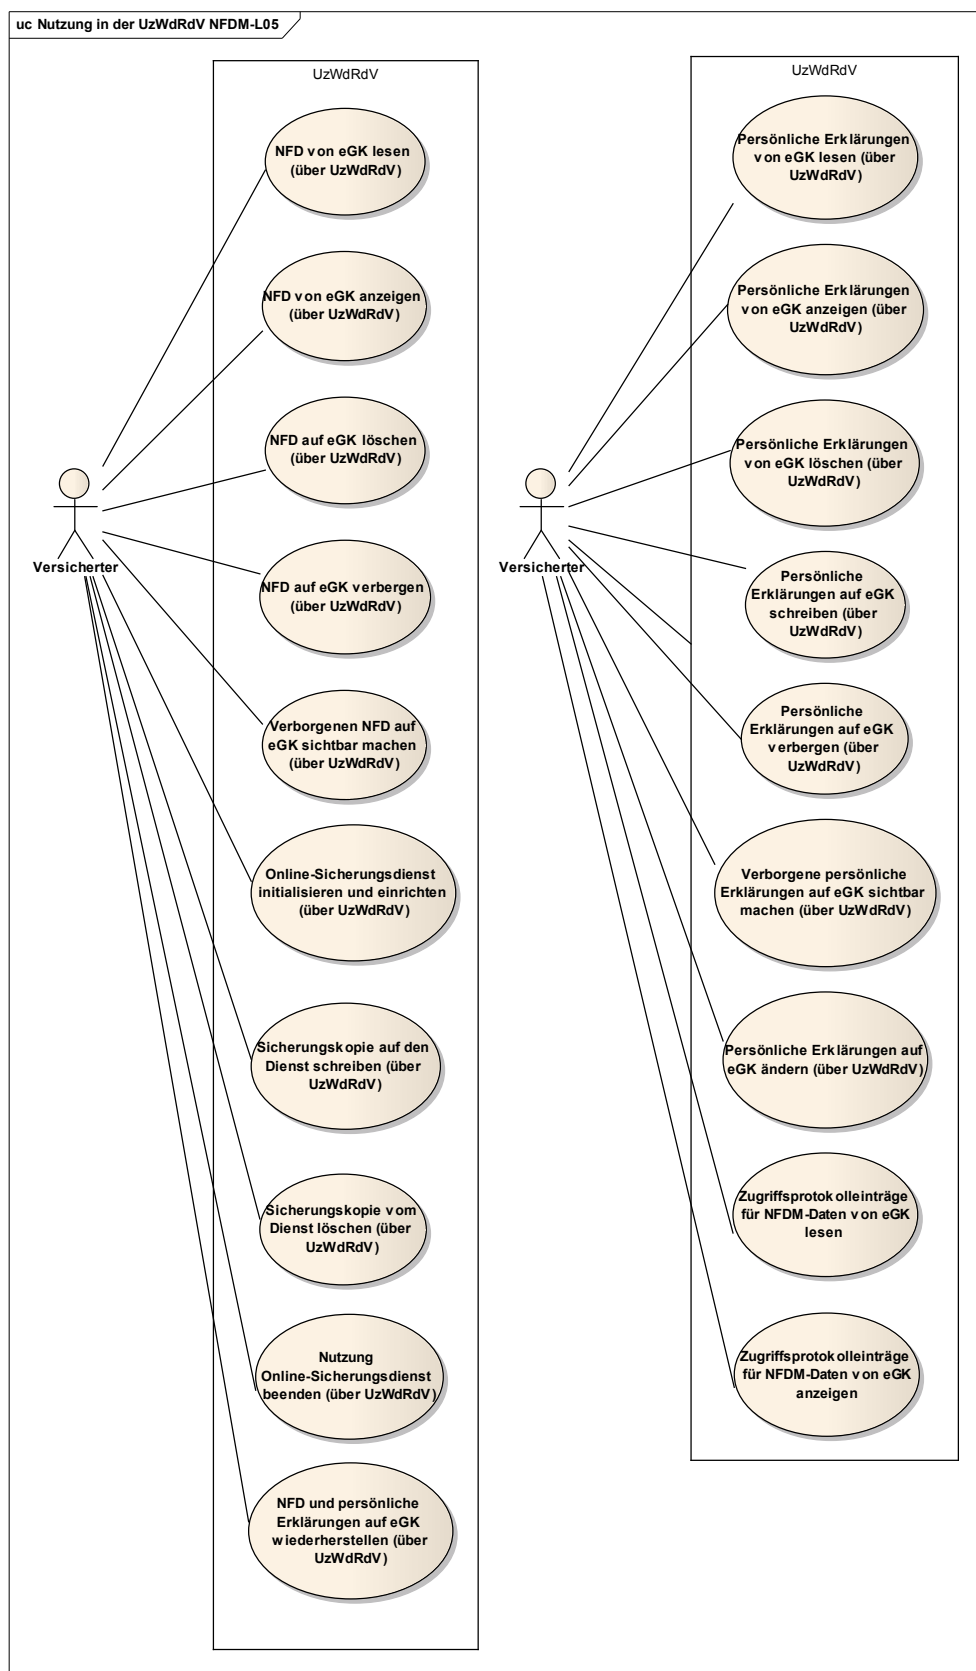 uc Nutzung in der UzWdRdV NFDM-L05
UzWdRdV
NFD von eGK lesen
(über UzWdRdV)
NFD von eGK anzeigen
(über UzWdRdV)
NFD auf eGK löschen
(über UzWdRdV)
Versicherter
NFD auf eGK verbergen
(über UzWdRdV)
Verborgenen NFD auf
eGK sichtbar machen
(über UzWdRdV)
Online-Sicherungsdienst
initialisieren und einrichten
(über UzWdRdV)
Sicherungskopie auf den
Dienst schreiben (über
UzWdRdV)
Sicherungskopie vom
Dienst löschen (über
UzWdRdV)
Nutzung
Online-Sicherungsdienst
beenden (über UzWdRdV)
NFD und persönliche
Erklärungen auf eGK
wiederherstellen (über
UzWdRdV)
UzWdRdV
Persönliche Erklärungen
von eGK lesen (über
UzWdRdV)
Persönliche Erklärungen
von eGK anzeigen (über
UzWdRdV)
Persönliche Erklärungen
von eGK löschen (über
UzWdRdV)
Versicherter
Persönliche
Erklärungen auf eGK
schreiben (über
UzWdRdV)
Persönliche
Erklärungen auf eGK
verbergen (über
UzWdRdV)
Verborgene persönliche
Erklärungen auf eGK sichtbar
machen (über UzWdRdV)
Persönliche Erklärungen auf
eGK ändern (über UzWdRdV)
Zugriffsprotokolleinträge
für NFDM-Daten von eGK
lesen
Zugriffsprotokolleinträge
für NFDM-Daten von eGK
anzeigen